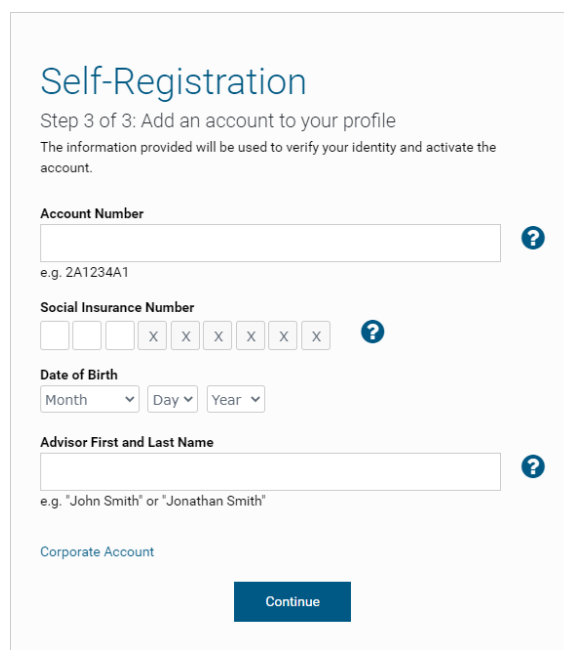 Self-Registration
Step 3 of 3: Add an account to your profile
The information provided will be used to verify your identity and activate the
account.
Account Number
?
e.g. 2A1234A1
Social Insurance Number
X X X X X X ?
Date of Birth
Month Day Year
Advisor First and Last Name
?
e.g. "John Smith" or "Jonathan Smith"
Corporate Account
Continue